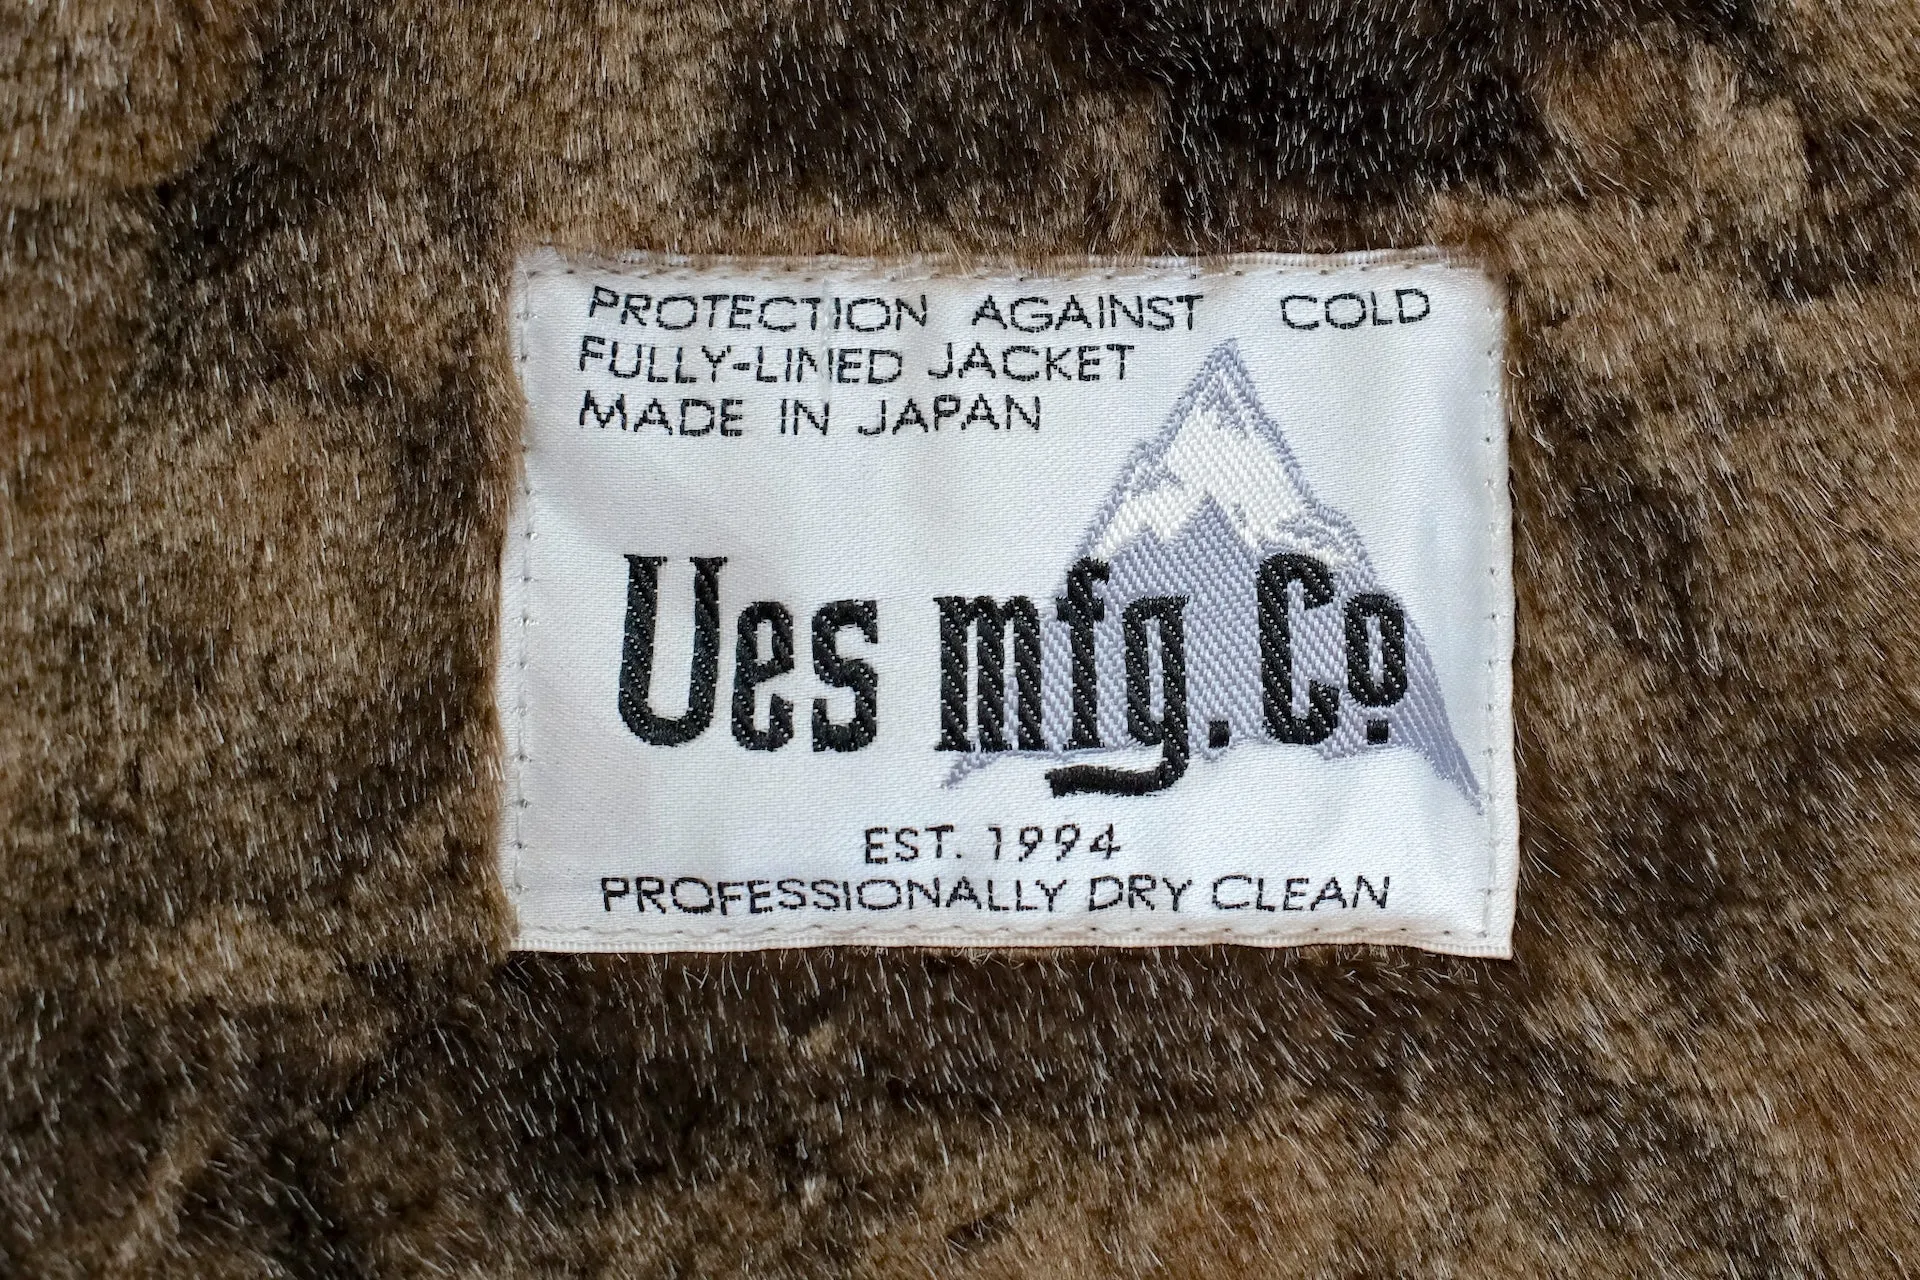 PROTECTION AGAINST COLD
FULLY-LINED JACKET
MADE IN JAPAN
Ues mfg. Co.
EST. 1994
PROFESSIONALLY DRY CLEAN